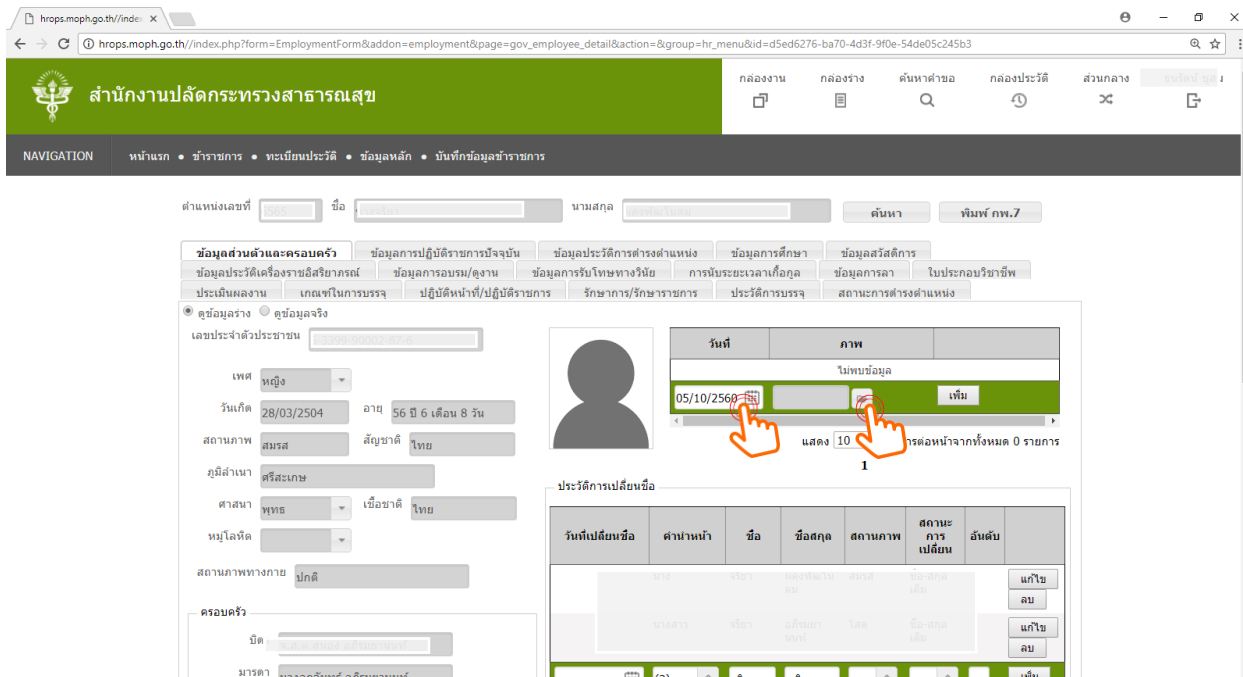 hrops.moph.go.th//index
hrops.moph.go.th//index.php?form=EmploymentForm&addon=employment&page=gov_employee_detail&action=&group=hr_menu&id=d5ed6276-ba70-4d3f-9f0e-54de05c245b3
สำนักงานปลัดกระทรวงสาธารณสุข
กล่องงาน กล่องร่าง ค้นหาคำขอ กล่องประวัติ ส่วนกลาง
NAVIGATION หน้าแรก • ข้าราชการ • ทะเบียนประวัติ • ข้อมูลหลัก • บันทึกข้อมูลข้าราชการ
ตำแหน่งเลขที่ ชื่อ นามสกุล ค้นหา พิมพ์ กพ.7
ข้อมูลส่วนตัวและครอบครัว ข้อมูลการปฏิบัติราชการปัจจุบัน ข้อมูลประวัติการดำรงตำแหน่ง ข้อมูลการศึกษา ข้อมูลสวัสดิการ
ข้อมูลประวัติเครื่องราชอิสริยาภรณ์ ข้อมูลการอบรม/ดูงาน ข้อมูลการรับโทษทางวินัย การนับระยะเวลาเกื้อกูล ข้อมูลการลา ใบประกอบวิชาชีพ
ประเมินผลงาน เกณฑ์ในการบรรจุ ปฏิบัติหน้าที่/ปฏิบัติราชการ รักษาการ/รักษาราชการ ประวัติการบรรจุ สถานะการดำรงตำแหน่ง
ดูข้อมูลร่าง ดูข้อมูลจริง
เลขประจำตัวประชาชน
วันที่ ภาพ
ไม่พบข้อมูล
เพศ หญิง
05/10/2560 เพิ่ม
วันเกิด 28/03/2504 อายุ 56 ปี 6 เดือน 8 วัน
สถานภาพ สมรส สัญชาติ ไทย
แสดง 10 ารต่อหน้าจากทั้งหมด 0 รายการ
1
ภูมิลำเนา ศรีสะเกษ
ศาสนา พุทธ เชื้อชาติ ไทย
หมู่โลหิต
สถานภาพทางกาย ปกติ
ประวัติการเปลี่ยนชื่อ
วันที่เปลี่ยนชื่อ คำนำหน้า ชื่อ ชื่อสกุล สถานภาพ สถานะการเปลี่ยน อันดับ
นาง จริยา สมรส แก้ไข
ลบ
นางสาว จริยา โสด แก้ไข
ลบ
เพิ่ม
ครอบครัว
บิดา
มารดา